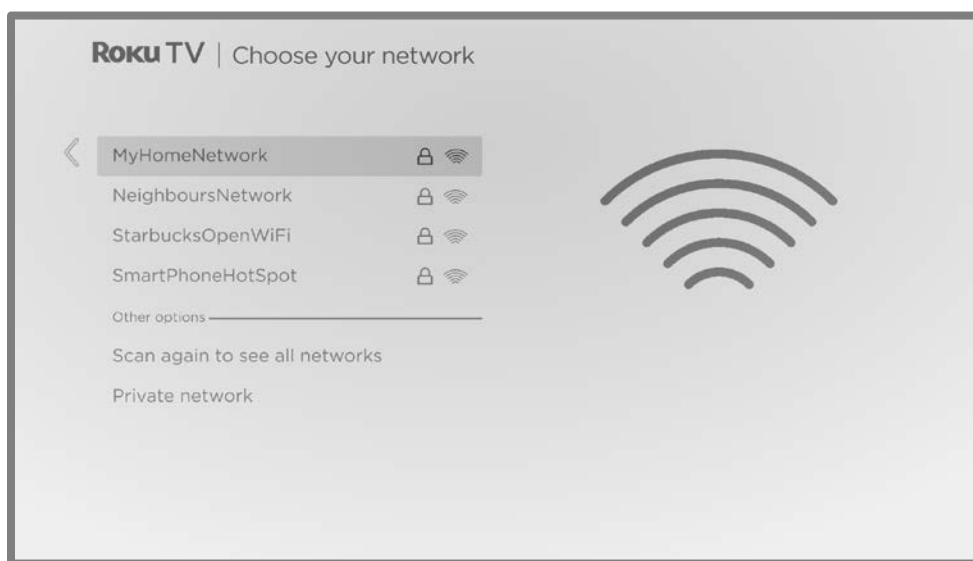 Roku TV | Choose your network
MyHomeNetwork
NeighboursNetwork
StarbucksOpenWiFi
SmartPhoneHotSpot
Other options
Scan again to see all networks
Private network